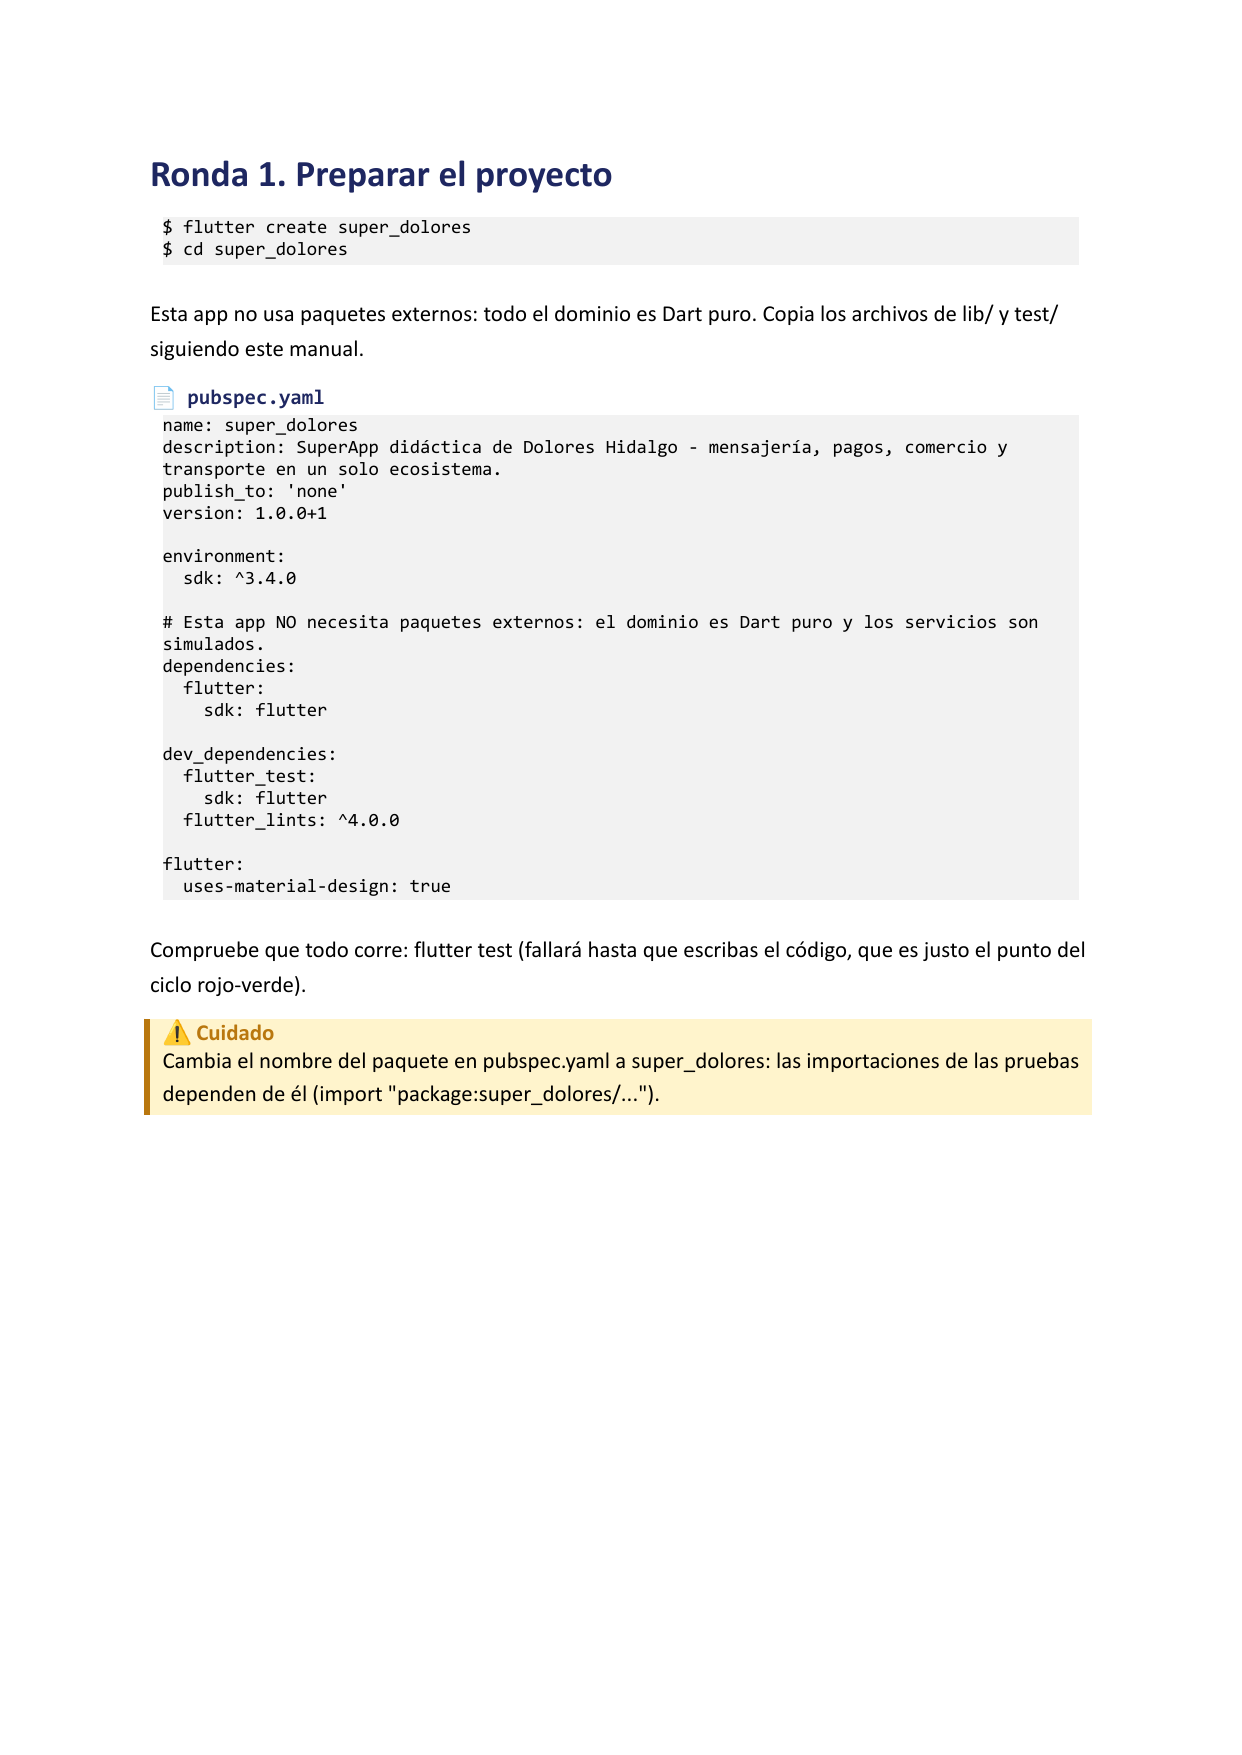 Ronda 1. Preparar el proyecto
$ flutter create super_dolores
$ cd super_dolores
Esta app no usa paquetes externos: todo el dominio es Dart puro. Copia los archivos de lib/ y test/
siguiendo este manual.
📄 pubspec.yaml
name: super_dolores
description: SuperApp didáctica de Dolores Hidalgo - mensajería, pagos, comercio y
transporte en un solo ecosistema.
publish_to: 'none'
version: 1.0.0+1

environment:
  sdk: ^3.4.0

# Esta app NO necesita paquetes externos: el dominio es Dart puro y los servicios son
simulados.
dependencies:
  flutter:
    sdk: flutter

dev_dependencies:
  flutter_test:
    sdk: flutter
  flutter_lints: ^4.0.0

flutter:
  uses-material-design: true
Compruebe que todo corre: flutter test (fallará hasta que escribas el código, que es justo el punto del
ciclo rojo-verde).
⚠️ Cuidado
Cambia el nombre del paquete en pubspec.yaml a super_dolores: las importaciones de las pruebas
dependen de él (import "package:super_dolores/...").